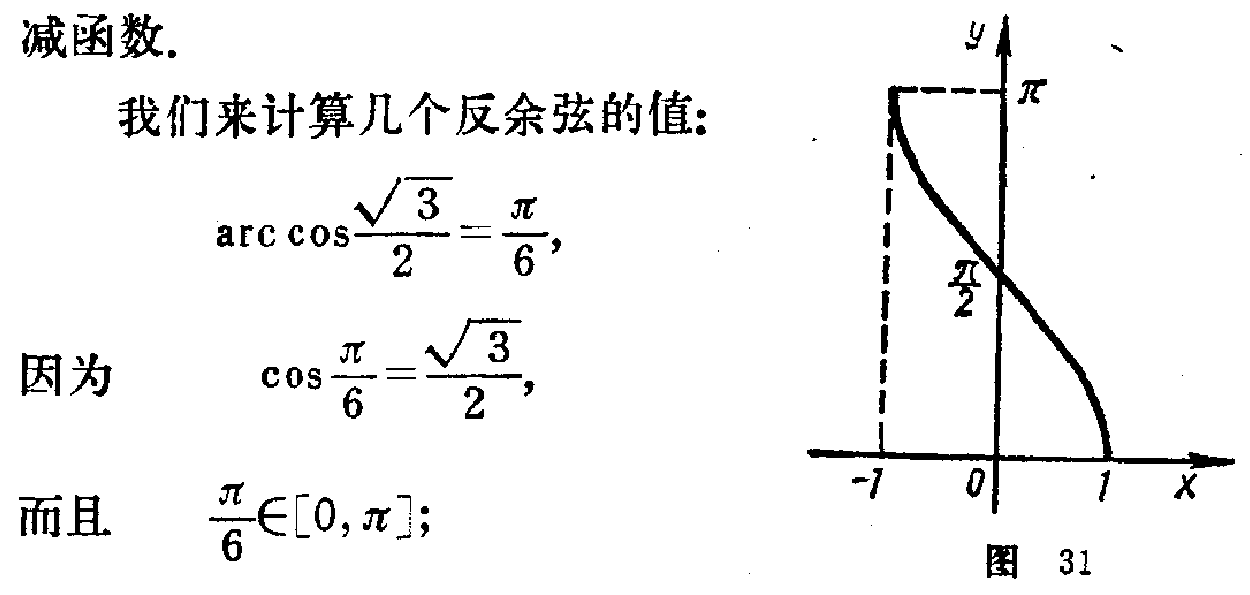 减函数.
我们来计算几个反余弦的值:
arc cos √3/2 = π/6,
因为 cos π/6 = √3/2,
而且 π/6 ∈ [0, π];
y
π
π/2
-1 0 1 x
图 31